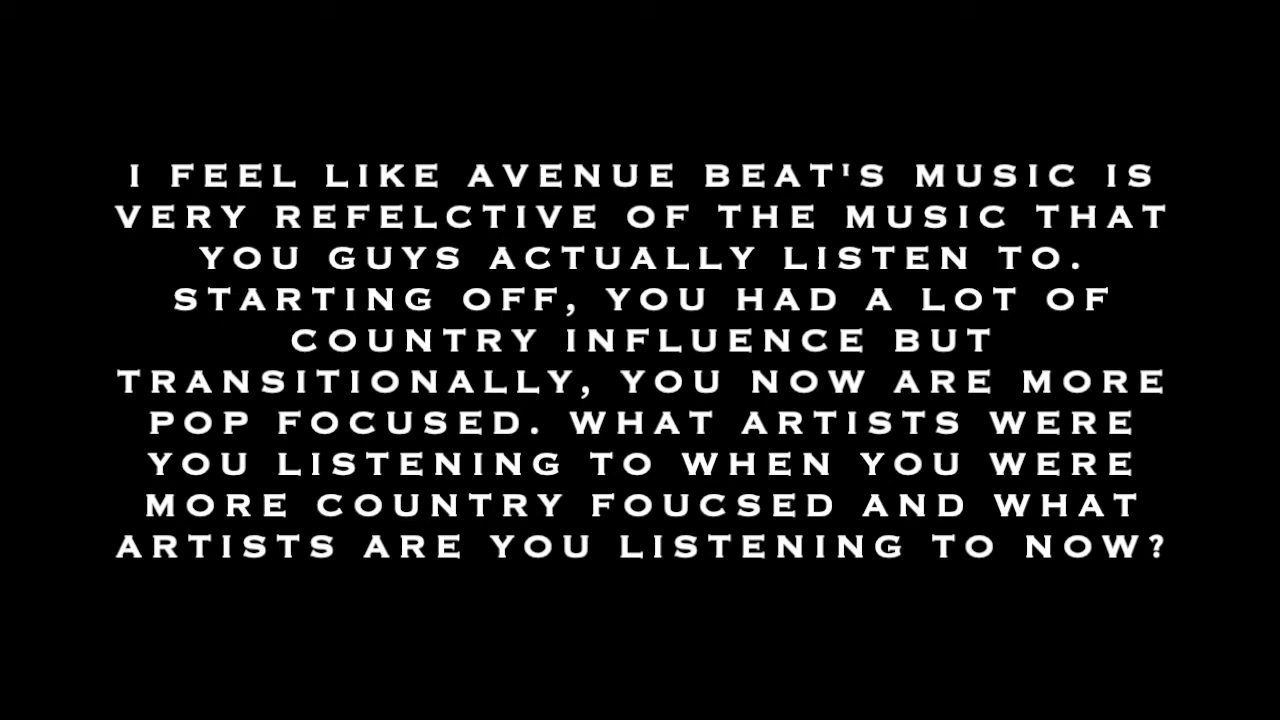 I FEEL LIKE AVENUE BEAT'S MUSIC IS
VERY REFELCTIVE OF THE MUSIC THAT
YOU GUYS ACTUALLY LISTEN TO.
STARTING OFF, YOU HAD A LOT OF
COUNTRY INFLUENCE BUT
TRANSITIONALLY, YOU NOW ARE MORE
POP FOCUSED. WHAT ARTISTS WERE
YOU LISTENING TO WHEN YOU WERE
MORE COUNTRY FOUCSED AND WHAT
ARTISTS ARE YOU LISTENING TO NOW?